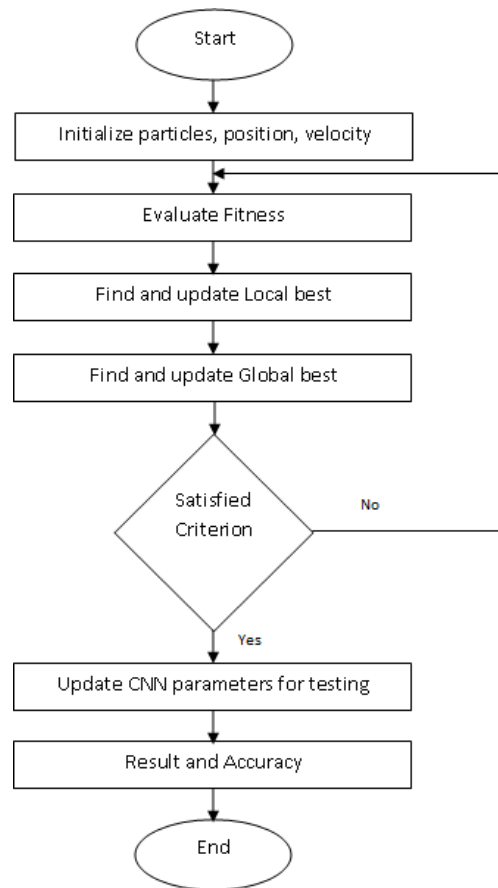 Start
Initialize particles, position, velocity
Evaluate Fitness
Find and update Local best
Find and update Global best
Satisfied
Criterion
No
Yes
Update CNN parameters for testing
Result and Accuracy
End